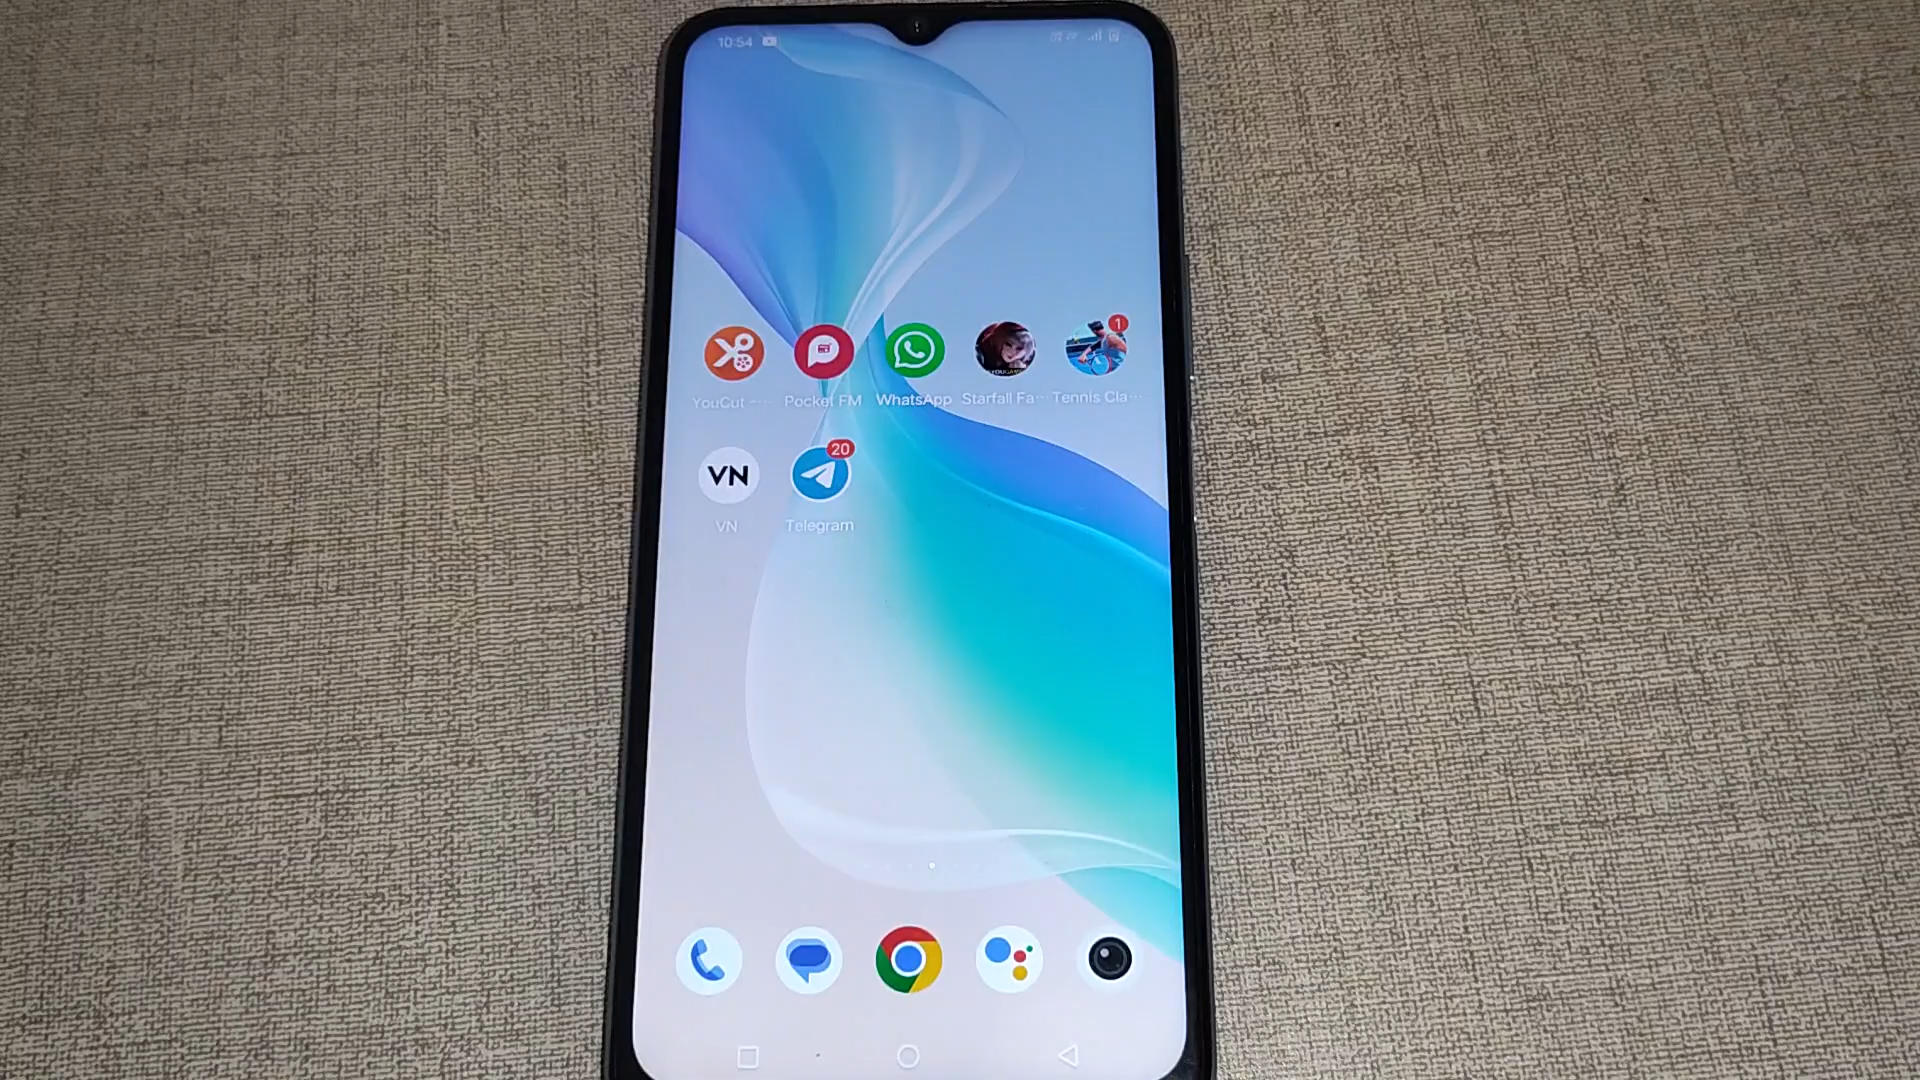 10:54
1
YouCut -···
Pocket FM
WhatsApp
Starfall Fa···
Tennis Cla···
20
VN
VN
Telegram